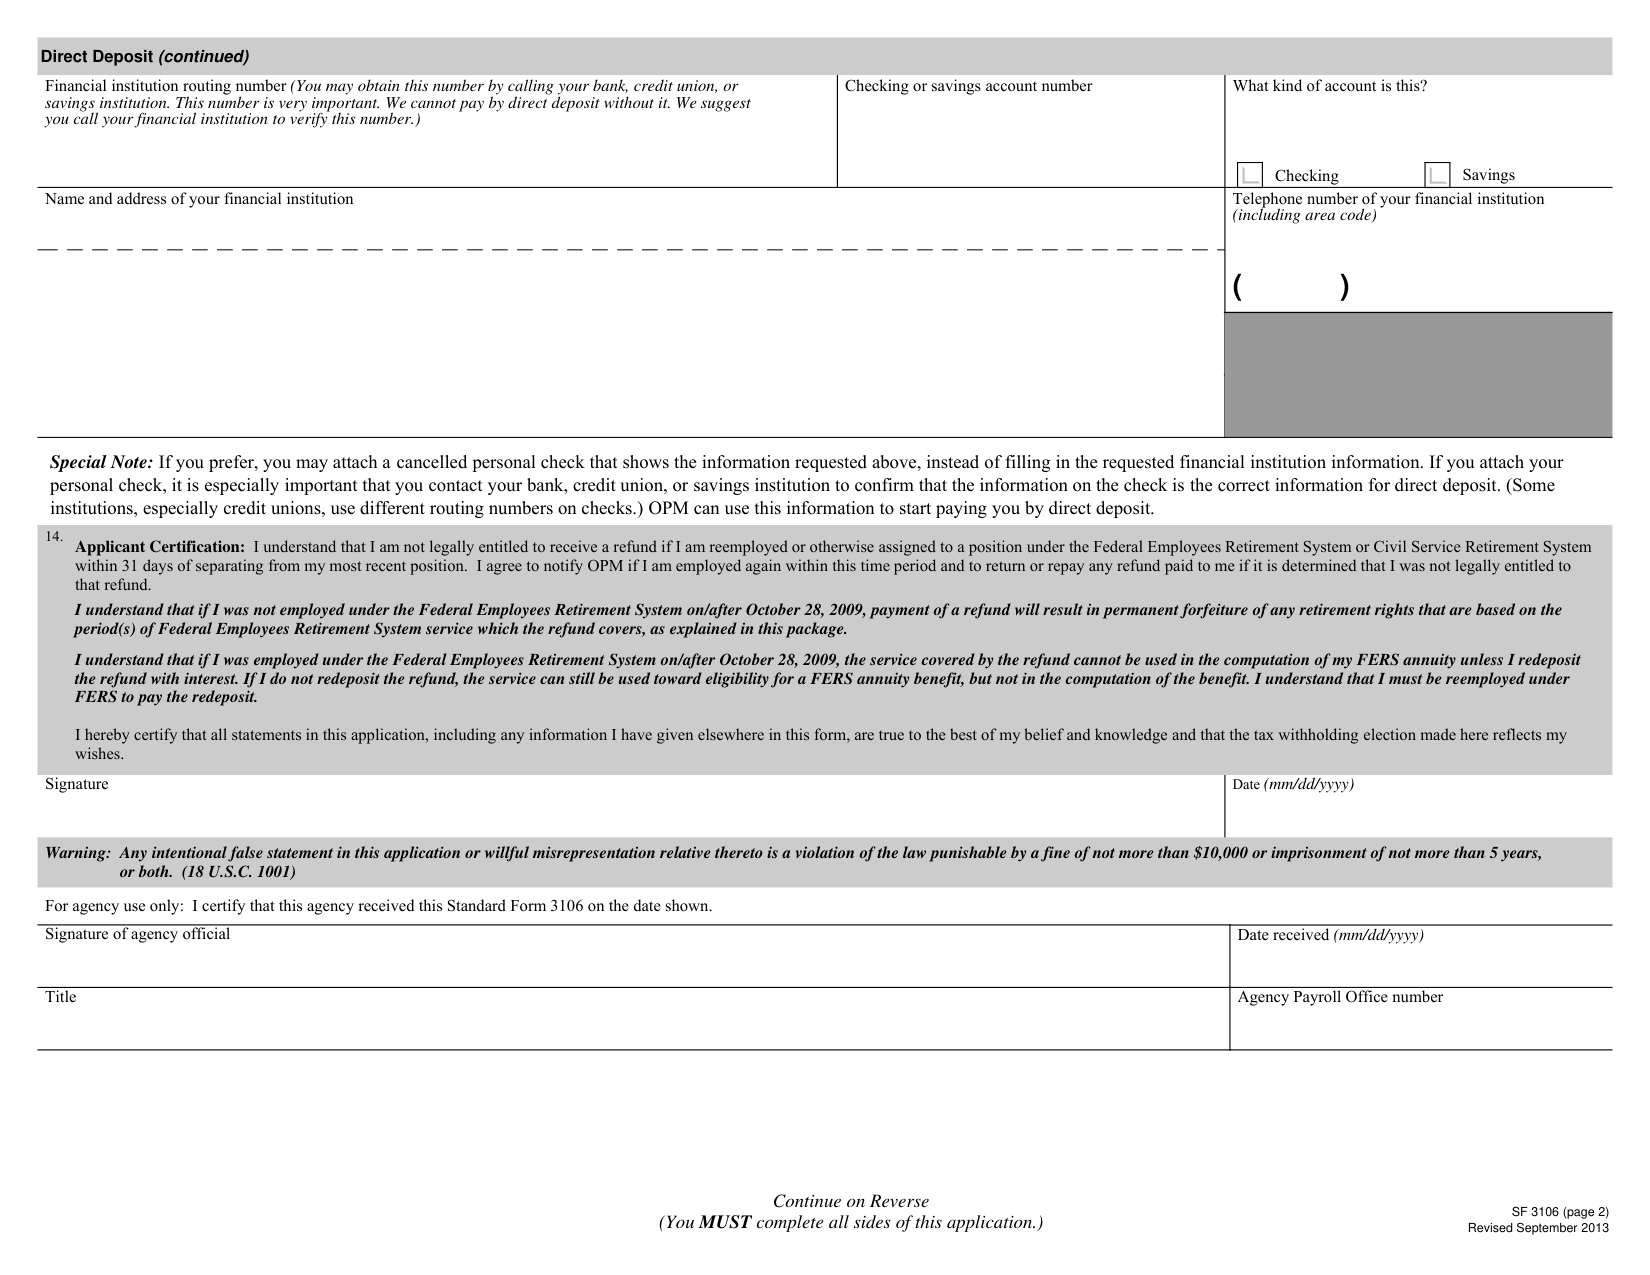 Direct Deposit (continued)
Financial institution routing number (You may obtain this number by calling your bank, credit union, or
savings institution. This number is very important. We cannot pay by direct deposit without it. We suggest
you call your financial institution to verify this number.)
Checking or savings account number
What kind of account is this?
Checking
Savings
Name and address of your financial institution
Telephone number of your financial institution
(including area code)
( )
Special Note: If you prefer, you may attach a cancelled personal check that shows the information requested above, instead of filling in the requested financial institution information. If you attach your
personal check, it is especially important that you contact your bank, credit union, or savings institution to confirm that the information on the check is the correct information for direct deposit. (Some
institutions, especially credit unions, use different routing numbers on checks.) OPM can use this information to start paying you by direct deposit.
14.
Applicant Certification: I understand that I am not legally entitled to receive a refund if I am reemployed or otherwise assigned to a position under the Federal Employees Retirement System or Civil Service Retirement System
within 31 days of separating from my most recent position. I agree to notify OPM if I am employed again within this time period and to return or repay any refund paid to me if it is determined that I was not legally entitled to
that refund.
I understand that if I was not employed under the Federal Employees Retirement System on/after October 28, 2009, payment of a refund will result in permanent forfeiture of any retirement rights that are based on the
period(s) of Federal Employees Retirement System service which the refund covers, as explained in this package.
I understand that if I was employed under the Federal Employees Retirement System on/after October 28, 2009, the service covered by the refund cannot be used in the computation of my FERS annuity unless I redeposit
the refund with interest. If I do not redeposit the refund, the service can still be used toward eligibility for a FERS annuity benefit, but not in the computation of the benefit. I understand that I must be reemployed under
FERS to pay the redeposit.
I hereby certify that all statements in this application, including any information I have given elsewhere in this form, are true to the best of my belief and knowledge and that the tax withholding election made here reflects my
wishes.
Signature
Date (mm/dd/yyyy)
Warning: Any intentional false statement in this application or willful misrepresentation relative thereto is a violation of the law punishable by a fine of not more than $10,000 or imprisonment of not more than 5 years,
or both. (18 U.S.C. 1001)
For agency use only: I certify that this agency received this Standard Form 3106 on the date shown.
Signature of agency official
Date received (mm/dd/yyyy)
Title
Agency Payroll Office number
Continue on Reverse
(You MUST complete all sides of this application.)
SF 3106 (page 2)
Revised September 2013